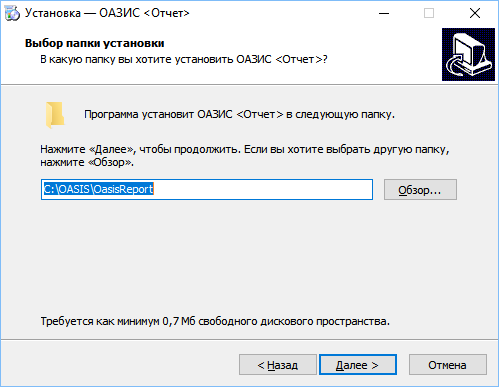 Установка — ОАЗИС <Отчет>
Выбор папки установки
В какую папку вы хотите установить ОАЗИС <Отчет>?
Программа установит ОАЗИС <Отчет> в следующую папку.
Нажмите «Далее», чтобы продолжить. Если вы хотите выбрать другую папку,
нажмите «Обзор».
C:\OASIS\OasisReport
Обзор...
Требуется как минимум 0,7 Мб свободного дискового пространства.
< Назад
Далее >
Отмена